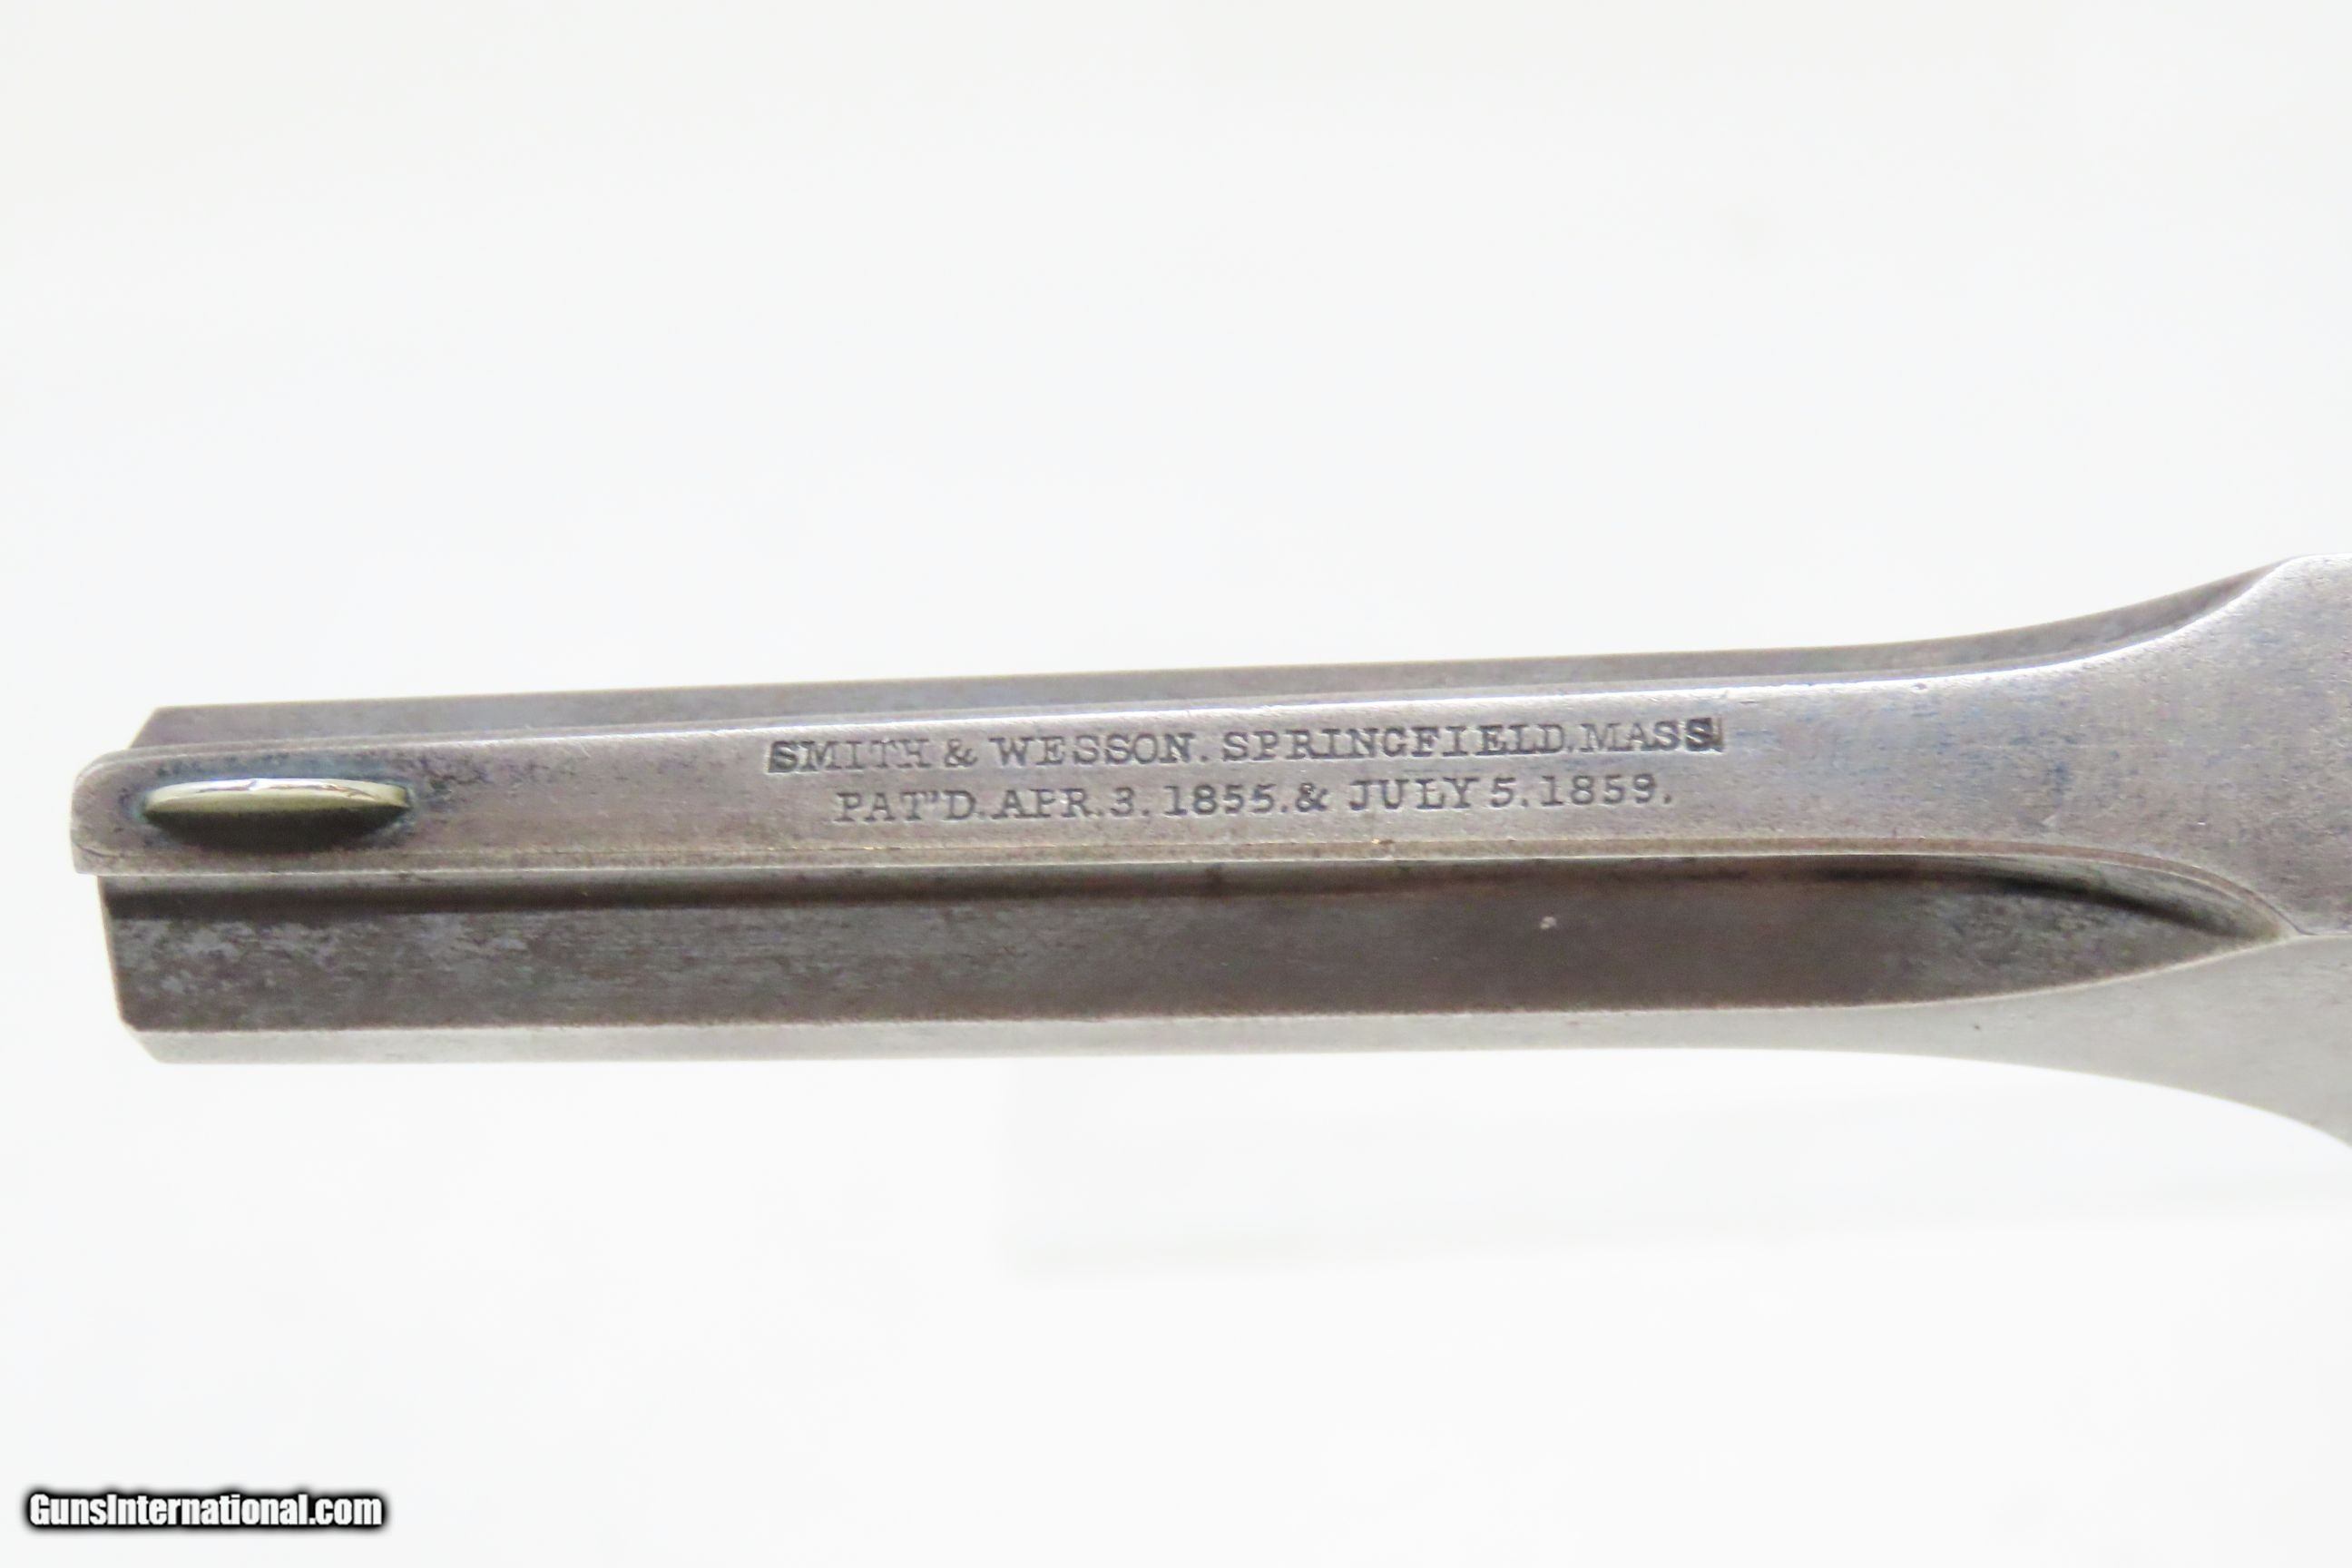 SMITH & WESSON. SPRINGFIELD, MASS.
PAT'D. APR. 3. 1855. & JULY 5. 1859.
GunsInternational.com